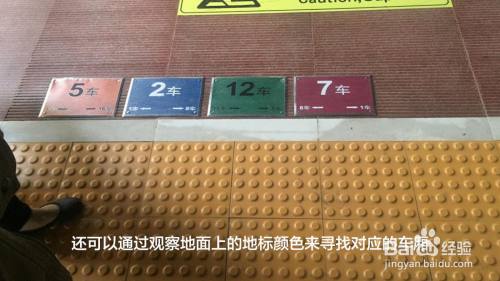 5车
2车
12车
7车
还可以通过观察地面上的地标颜色来寻找对应的车厢
Baidu 经验
jingyan.baidu.com